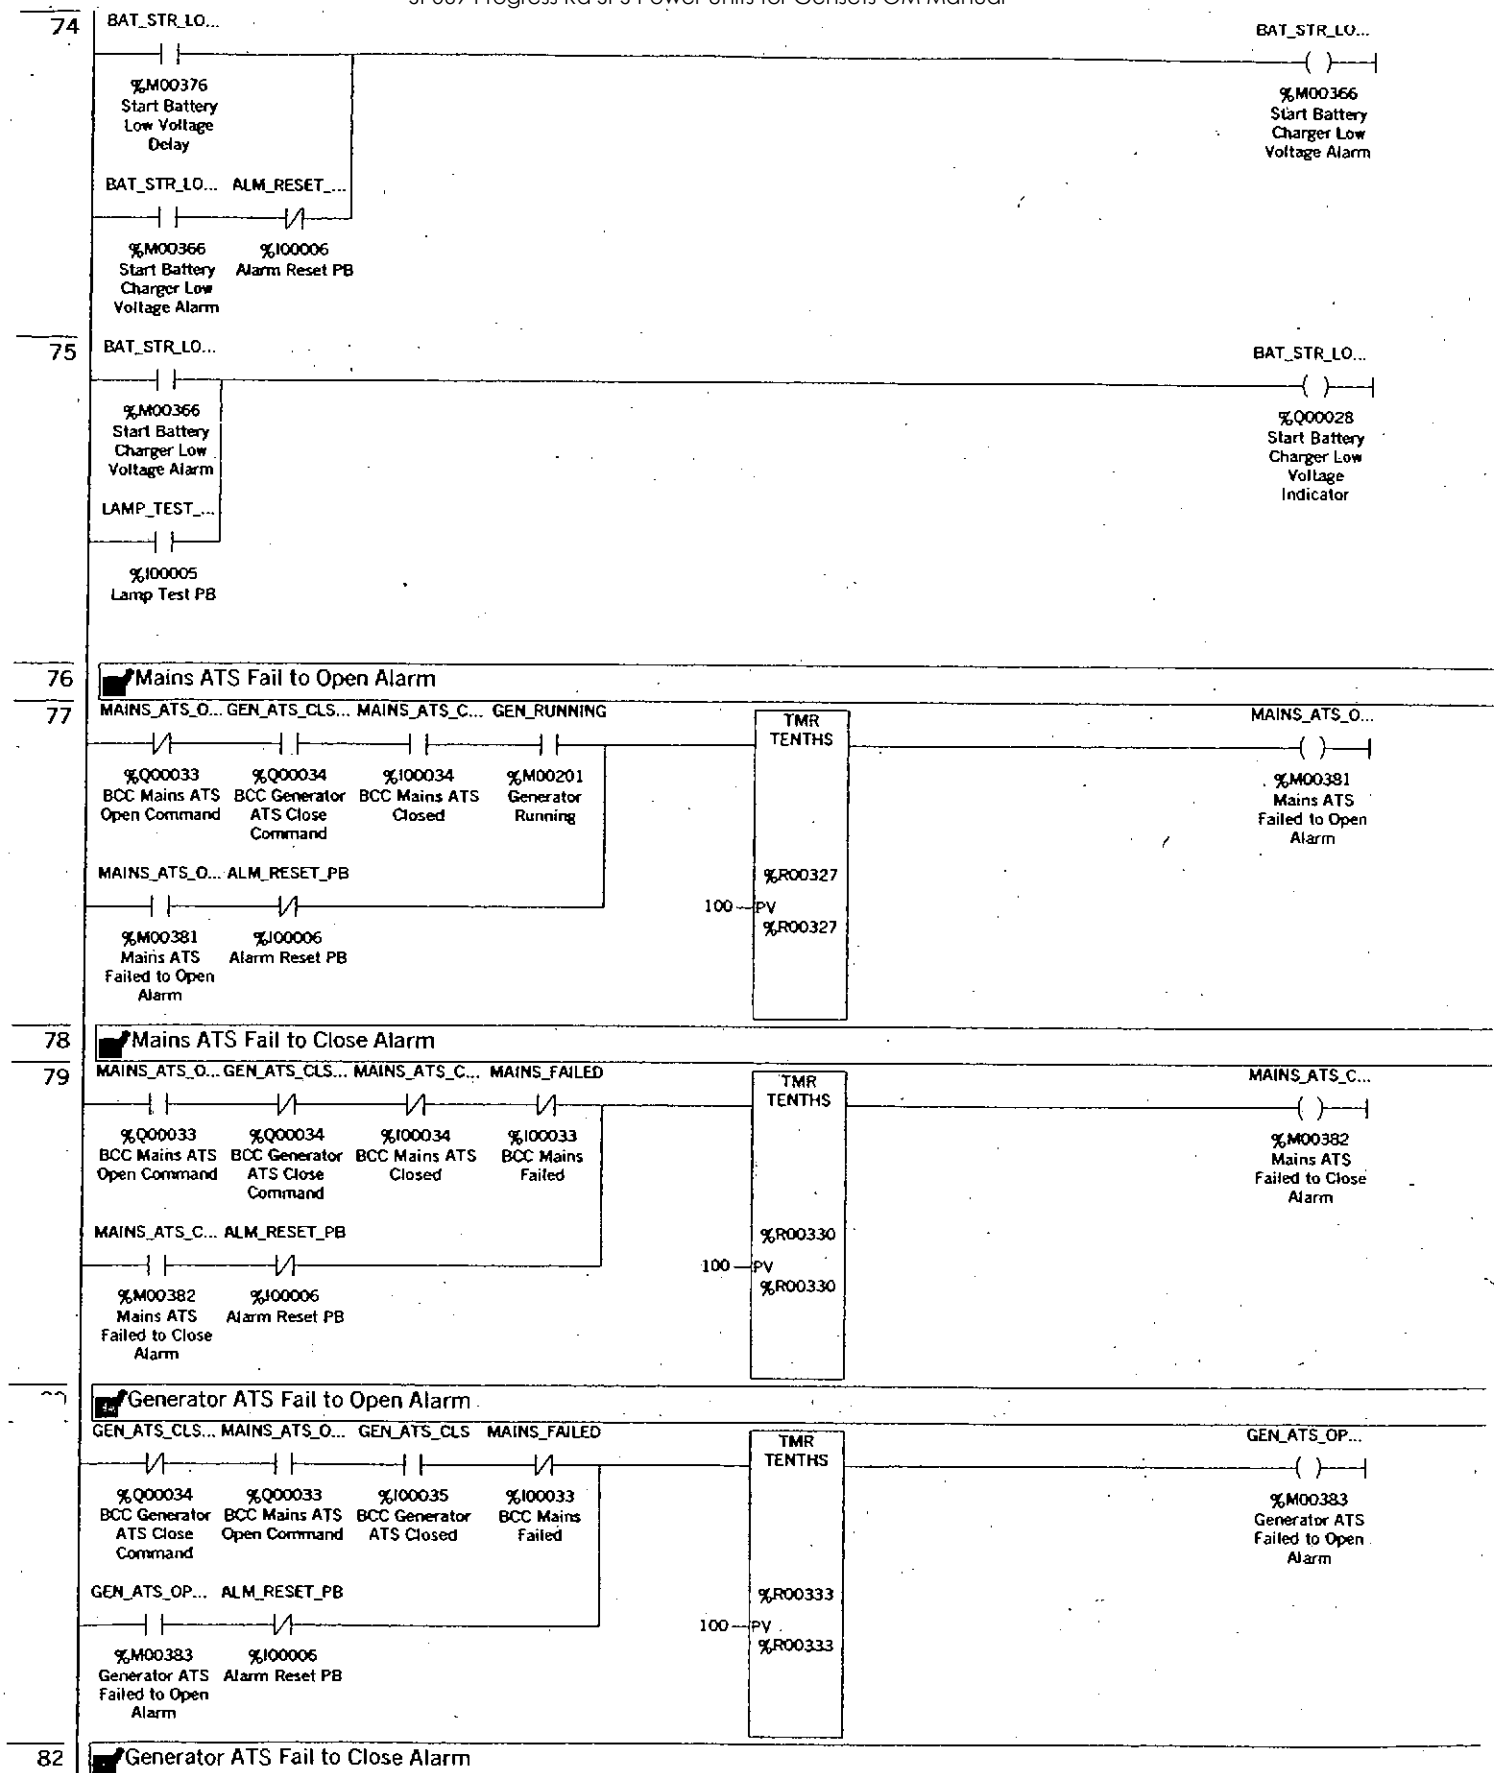 SP089 Progress Rd SPS Power Units for Gensets OM Manual
74
BAT_STR_LO...
BAT_STR_LO...
%M00376
Start Battery
Low Voltage
Delay
%M00366
Start Battery
Charger Low
Voltage Alarm
BAT_STR_LO... ALM_RESET_...
%M00366
Start Battery
Charger Low
Voltage Alarm
%I00006
Alarm Reset PB
75
BAT_STR_LO...
BAT_STR_LO...
%M00366
Start Battery
Charger Low
Voltage Alarm
%Q00028
Start Battery
Charger Low
Voltage
Indicator
LAMP_TEST_...
%I00005
Lamp Test PB
76
Mains ATS Fail to Open Alarm
77
MAINS_ATS_O... GEN_ATS_CLS... MAINS_ATS_C... GEN_RUNNING
TMR
TENTHS
MAINS_ATS_O...
%Q00033
BCC Mains ATS
Open Command
%Q00034
BCC Generator
ATS Close
Command
%I00034
BCC Mains ATS
Closed
%M00201
Generator
Running
%M00381
Mains ATS
Failed to Open
Alarm
MAINS_ATS_O... ALM_RESET_PB
%R00327
100 PV
%R00327
%M00381
Mains ATS
Failed to Open
Alarm
%I00006
Alarm Reset PB
78
Mains ATS Fail to Close Alarm
79
MAINS_ATS_O... GEN_ATS_CLS... MAINS_ATS_C... MAINS_FAILED
TMR
TENTHS
MAINS_ATS_C...
%Q00033
BCC Mains ATS
Open Command
%Q00034
BCC Generator
ATS Close
Command
%I00034
BCC Mains ATS
Closed
%I00033
BCC Mains
Failed
%M00382
Mains ATS
Failed to Close
Alarm
MAINS_ATS_C... ALM_RESET_PB
%R00330
100 PV
%R00330
%M00382
Mains ATS
Failed to Close
Alarm
%I00006
Alarm Reset PB
Generator ATS Fail to Open Alarm
GEN_ATS_CLS... MAINS_ATS_O... GEN_ATS_CLS MAINS_FAILED
TMR
TENTHS
GEN_ATS_OP...
%Q00034
BCC Generator
ATS Close
Command
%Q00033
BCC Mains ATS
Open Command
%I00035
BCC Generator
ATS Closed
%I00033
BCC Mains
Failed
%M00383
Generator ATS
Failed to Open
Alarm
GEN_ATS_OP... ALM_RESET_PB
%R00333
100 PV
%R00333
%M00383
Generator ATS
Failed to Open
Alarm
%I00006
Alarm Reset PB
82
Generator ATS Fail to Close Alarm